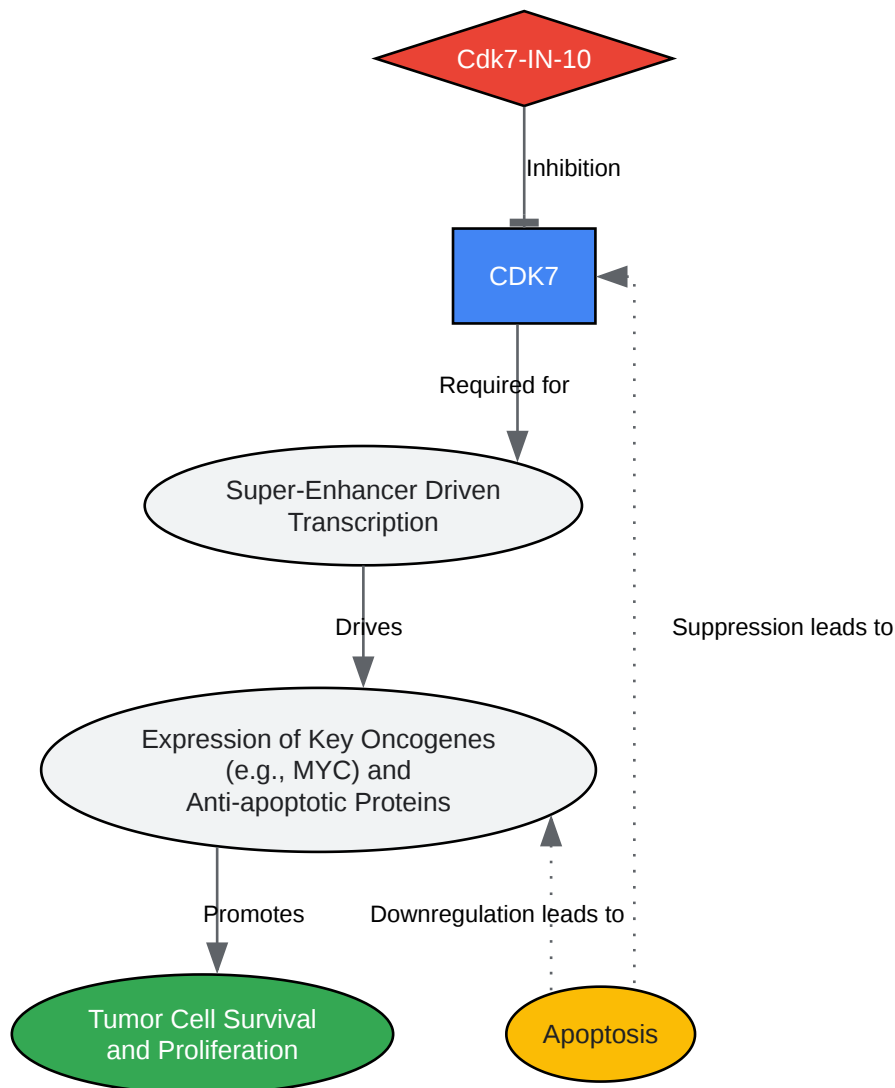 Cdk7-IN-10
Inhibition
CDK7
Required for
Super-Enhancer Driven
Transcription
Drives
Suppression leads to
Expression of Key Oncogenes
(e.g., MYC) and
Anti-apoptotic Proteins
Promotes
Downregulation leads to
Tumor Cell Survival
and Proliferation
Apoptosis